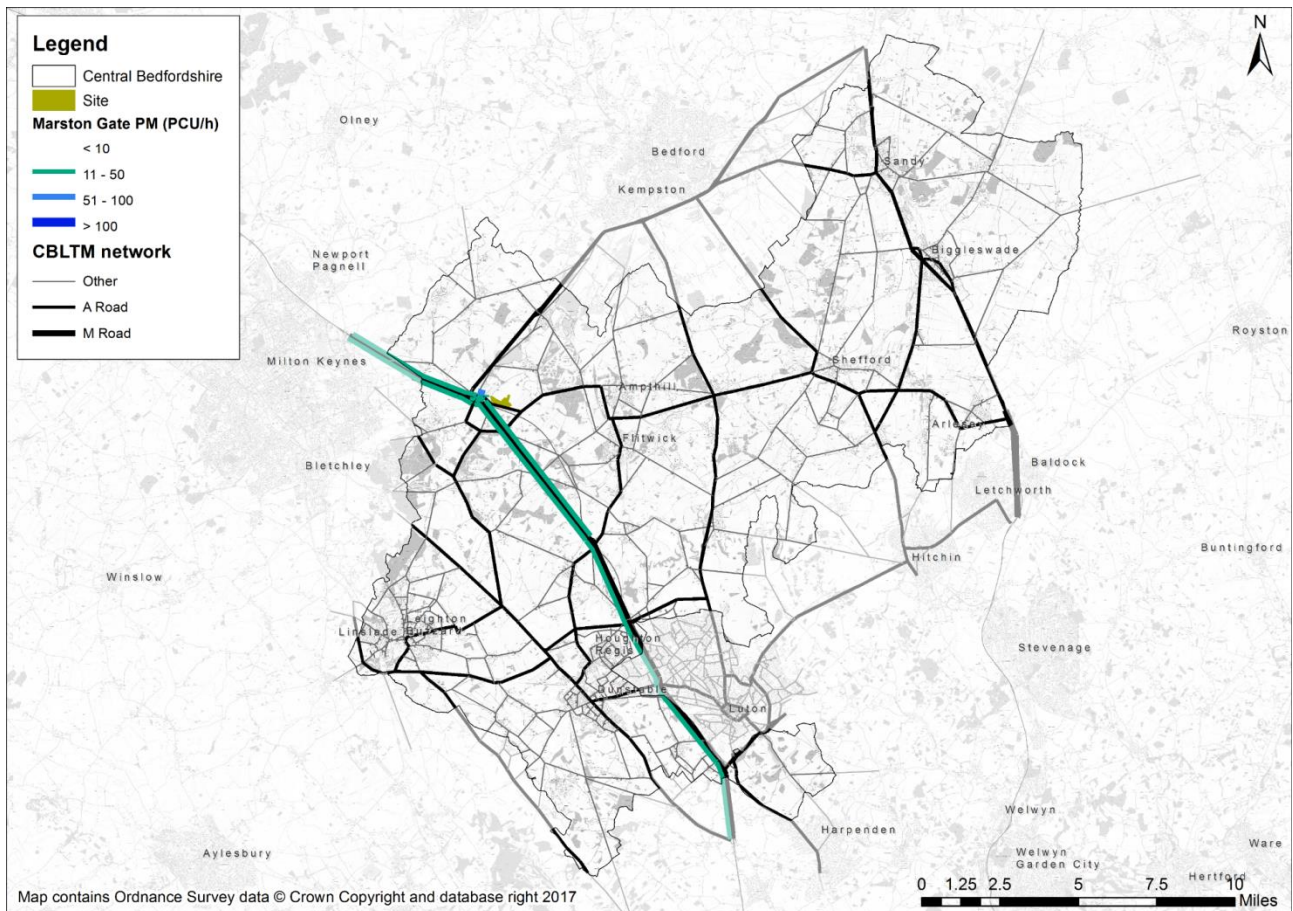 Legend
Central Bedfordshire
Site
Marston Gate PM (PCU/h)
< 10
11 - 50
51 - 100
> 100
CBLTM network
Other
A Road
M Road
N
Olney
Bedford
Sandy
Kempston
Biggleswade
Newport
Pagnell
Royston
Milton Keynes
Shefford
Ampthill
Arlesey
Flitwick
Bletchley
Baldock
Letchworth
Hitchin
Buntingford
Winslow
Leighton
Linslade Buzzard
Houghton
Regis
Stevenage
Dunstable
Luton
Welwyn
Harpenden
Ware
Aylesbury
Welwyn
Garden City
Hertford
0 1.25 2.5 5 7.5 10
Miles
Map contains Ordnance Survey data © Crown Copyright and database right 2017